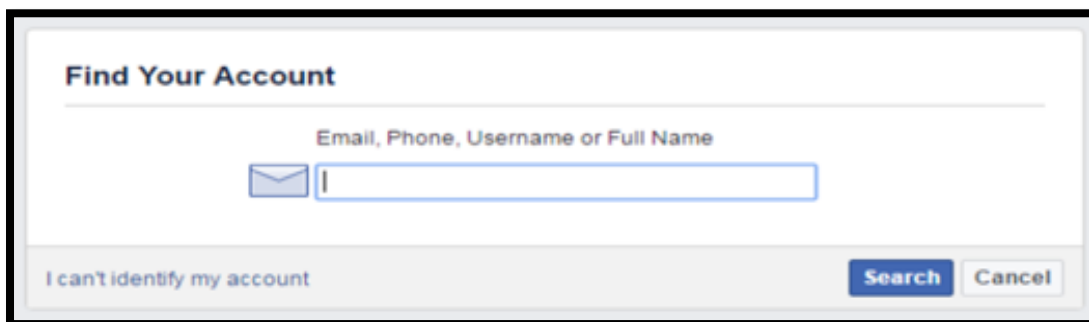 Find Your Account
Email, Phone, Username or Full Name
I can't identify my account
Search Cancel